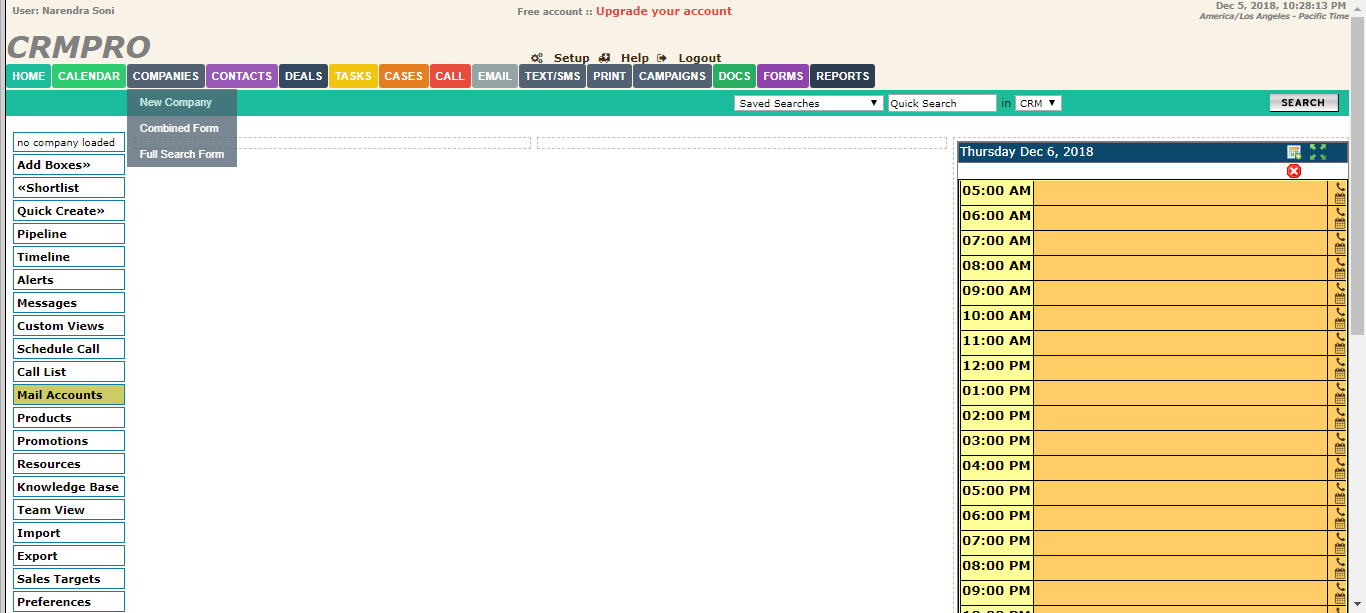 User: Narendra Soni
Free account :: Upgrade your account
Dec 5, 2018, 10:28:13 PM
America/Los Angeles - Pacific Time
CRMPRO
Setup Help Logout
HOME CALENDAR COMPANIES CONTACTS DEALS TASKS CASES CALL EMAIL TEXT/SMS PRINT CAMPAIGNS DOCS FORMS REPORTS
New Company
Combined Form
Full Search Form
Saved Searches Quick Search in CRM SEARCH
no company loaded
Add Boxes»
«Shortlist
Quick Create»
Pipeline
Timeline
Alerts
Messages
Custom Views
Schedule Call
Call List
Mail Accounts
Products
Promotions
Resources
Knowledge Base
Team View
Import
Export
Sales Targets
Preferences
Thursday Dec 6, 2018
05:00 AM
06:00 AM
07:00 AM
08:00 AM
09:00 AM
10:00 AM
11:00 AM
12:00 PM
01:00 PM
02:00 PM
03:00 PM
04:00 PM
05:00 PM
06:00 PM
07:00 PM
08:00 PM
09:00 PM
10:00 PM